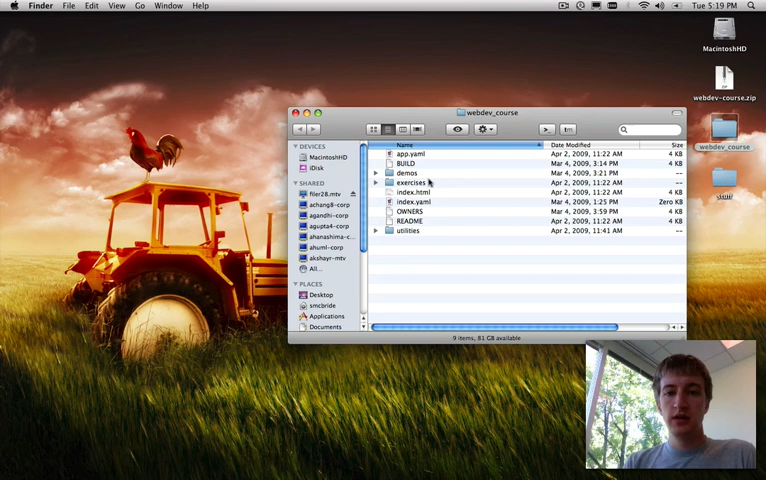 Finder File Edit View Go Window Help Tue 5:19 PM
MacintoshHD
webdev-course.zip
webdev_course
stuff
webdev_course
tm
Name Date Modified Size
DEVICES
MacintoshHD
iDisk
SHARED
filer28.mtv
achang8-corp
agandhi-corp
agupta4-corp
ahanashima-c...
ahuml-corp
akshayr-mtv
All...
PLACES
Desktop
smcbride
Applications
Documents
app.yaml Apr 2, 2009, 11:22 AM 4 KB
BUILD Mar 4, 2009, 3:14 PM 4 KB
demos Mar 4, 2009, 3:21 PM --
exercises Apr 2, 2009, 11:22 AM --
index.html Apr 2, 2009, 11:22 AM 4 KB
index.yaml Mar 4, 2009, 1:25 PM Zero KB
OWNERS Mar 4, 2009, 3:59 PM 4 KB
README Apr 2, 2009, 11:22 AM 4 KB
utilities Apr 2, 2009, 11:41 AM --
9 items, 81 GB available